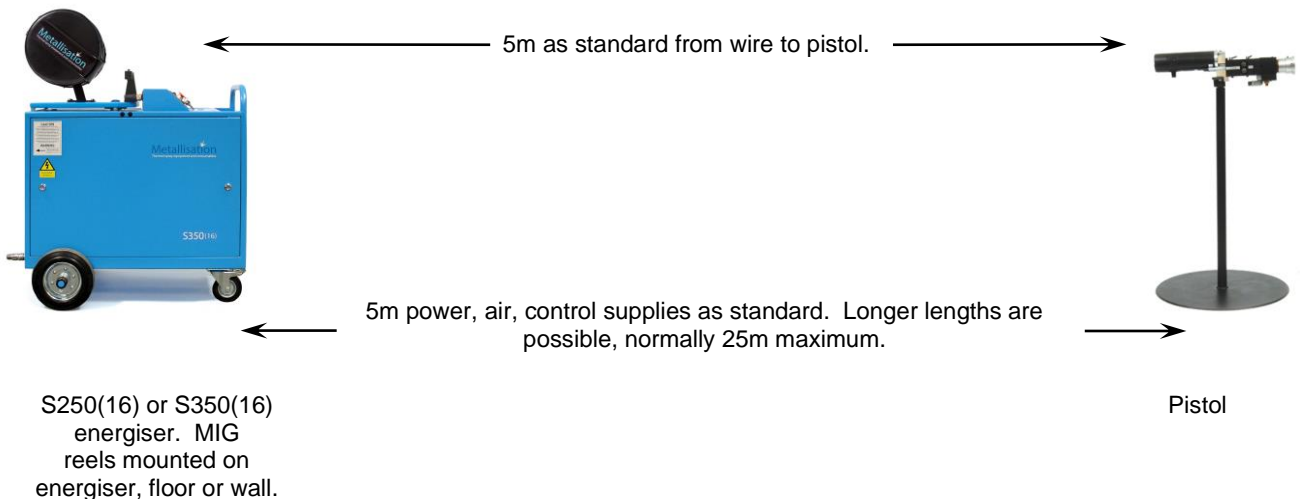 Metallisation
5m as standard from wire to pistol.
Metallisation
S350(16)
5m power, air, control supplies as standard. Longer lengths are
possible, normally 25m maximum.
S250(16) or S350(16)
energiser. MIG
reels mounted on
energiser, floor or wall.
Pistol